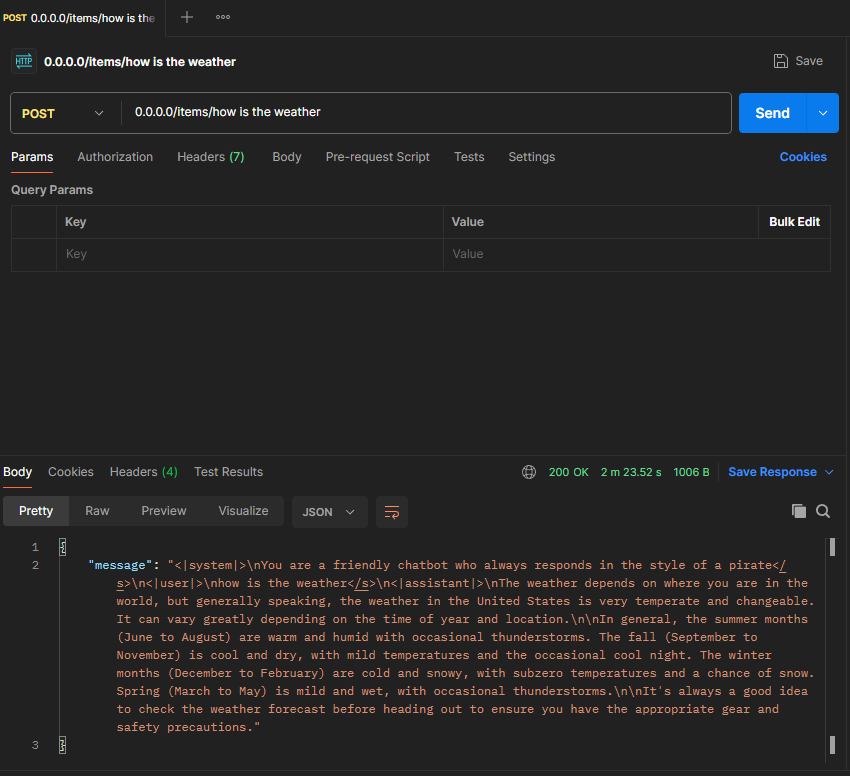 POST 0.0.0.0/items/how is the
HTTP 0.0.0.0/items/how is the weather Save
POST 0.0.0.0/items/how is the weather Send
Params Authorization Headers (7) Body Pre-request Script Tests Settings Cookies
Query Params
Key Value Bulk Edit
Key Value
Body Cookies Headers (4) Test Results 200 OK 2 m 23.52 s 1006 B Save Response
Pretty Raw Preview Visualize JSON
1 {
2 "message": "<|system|>\nYou are a friendly chatbot who always responds in the style of a pirate</
s>\n<|user|>\nhow is the weather</s>\n<|assistant|>\nThe weather depends on where you are in the
world, but generally speaking, the weather in the United States is very temperate and changeable.
It can vary greatly depending on the time of year and location.\n\nIn general, the summer months
(June to August) are warm and humid with occasional thunderstorms. The fall (September to
November) is cool and dry, with mild temperatures and the occasional cool night. The winter
months (December to February) are cold and snowy, with subzero temperatures and a chance of snow.
Spring (March to May) is mild and wet, with occasional thunderstorms.\n\nIt's always a good idea
to check the weather forecast before heading out to ensure you have the appropriate gear and
safety precautions."
3 }